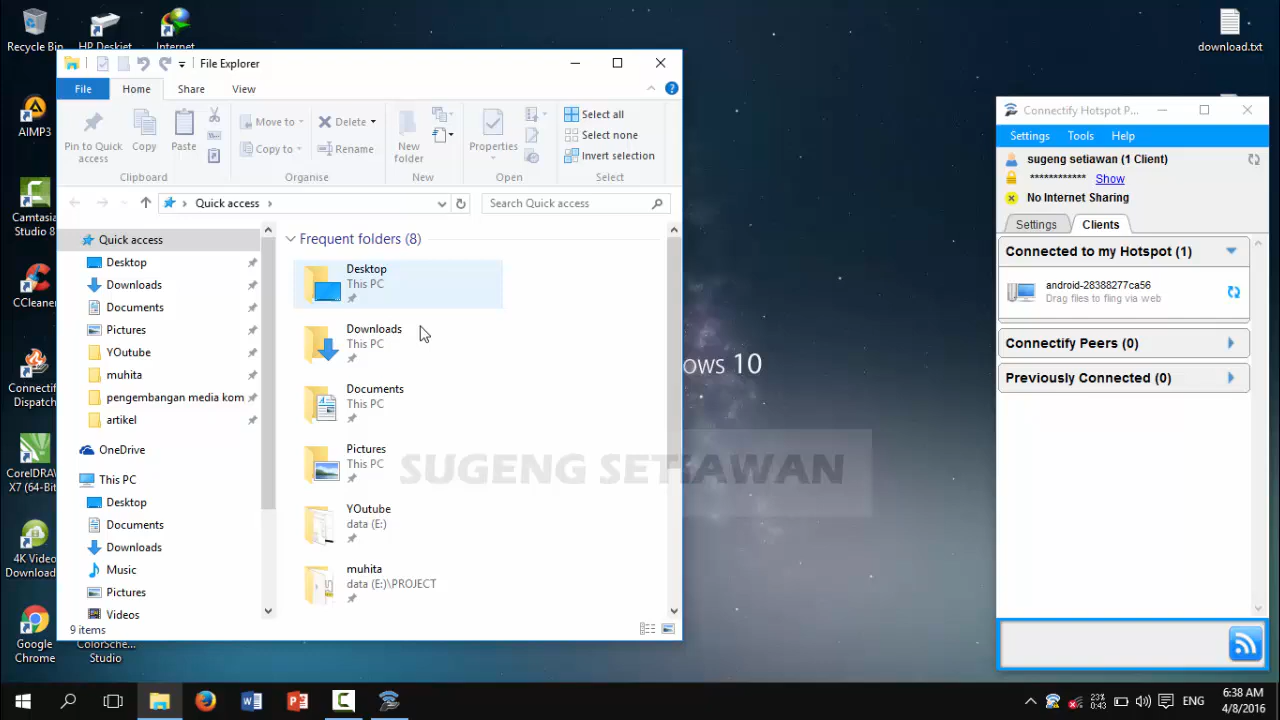 Recycle Bin
HP Deskjet
Internet
download.txt
AIMP3
Camtasia
Studio 8
CCleaner
Connectify
Dispatch
CorelDRAW
X7 (64-Bit)
4K Video
Download
Google
Chrome
ColorSche...
Studio
File Explorer
File
Home
Share
View
Pin to Quick
access
Copy
Paste
Clipboard
Move to
Copy to
Delete
Rename
Organise
New
folder
New
Properties
Open
Select all
Select none
Invert selection
Select
Quick access
Search Quick access
Quick access
Desktop
Downloads
Documents
Pictures
YOutube
muhita
pengembangan media kom
artikel
OneDrive
This PC
Desktop
Documents
Downloads
Music
Pictures
Videos
Frequent folders (8)
Desktop
This PC
Downloads
This PC
Documents
This PC
Pictures
This PC
YOutube
data (E:)
muhita
data (E:)\PROJECT
9 items
ows 10
SUGENG SETIAWAN
Connectify Hotspot P...
Settings
Tools
Help
sugeng setiawan (1 Client)
************ Show
No Internet Sharing
Settings
Clients
Connected to my Hotspot (1)
android-28388277ca56
Drag files to fling via web
Connectify Peers (0)
Previously Connected (0)
23%
0:43
ENG
6:38 AM
4/8/2016